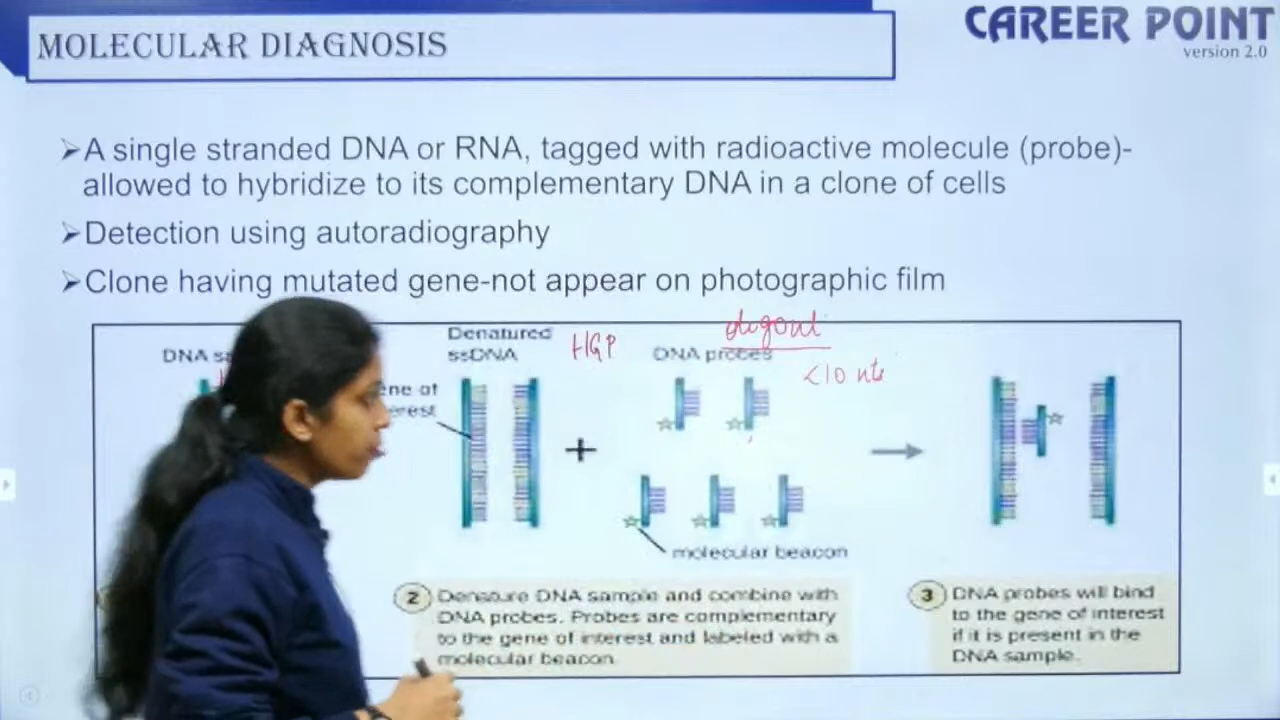 MOLECULAR DIAGNOSIS
CAREER POINT
version 2.0
➤A single stranded DNA or RNA, tagged with radioactive molecule (probe)-
allowed to hybridize to its complementary DNA in a clone of cells
➤Detection using autoradiography
➤Clone having mutated gene-not appear on photographic film
DNA
Denatured
ssDNA
HGP
DNA probes
<10 nts
of
+
molecular beacon
2 Denature DNA sample and combine with
DNA probes. Probes are complementary
to the gene of interest and labeled with a
molecular beacon.
3 DNA probes will bind
to the gene of interest
if it is present in the
DNA sample.